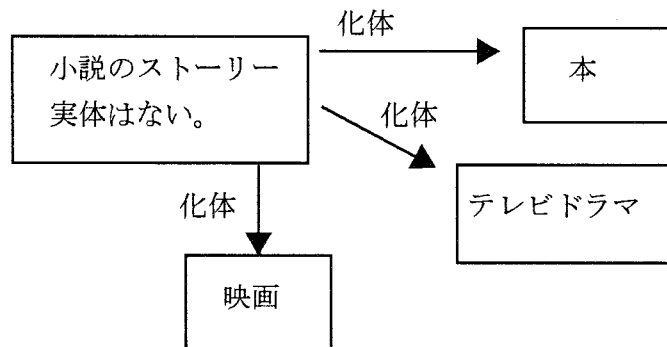 化体
小説のストーリー
実体はない。
本
化体
テレビドラマ
化体
映画